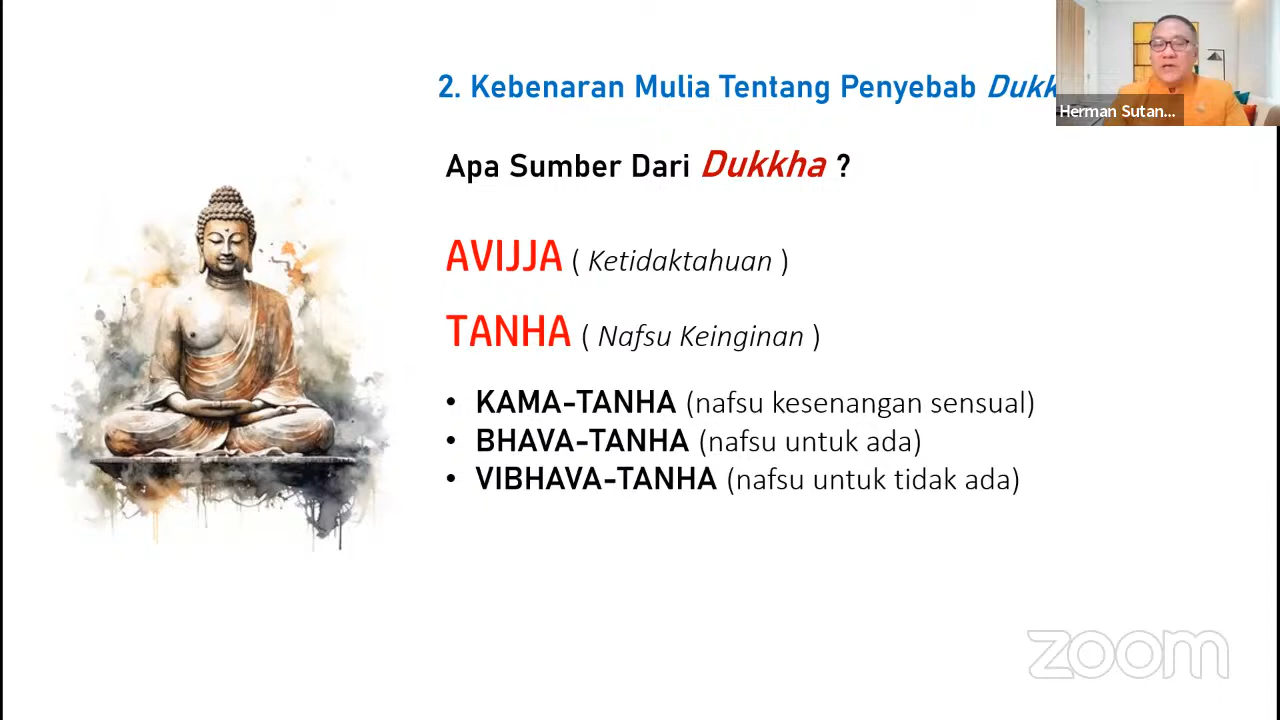 2. Kebenaran Mulia Tentang Penyebab Dukk
Herman Sutan...
Apa Sumber Dari Dukkha ?
AVIJJA ( Ketidaktahuan )
TANHA ( Nafsu Keinginan )
• KAMA-TANHA (nafsu kesenangan sensual)
• BHAVA-TANHA (nafsu untuk ada)
• VIBHAVA-TANHA (nafsu untuk tidak ada)
zoom